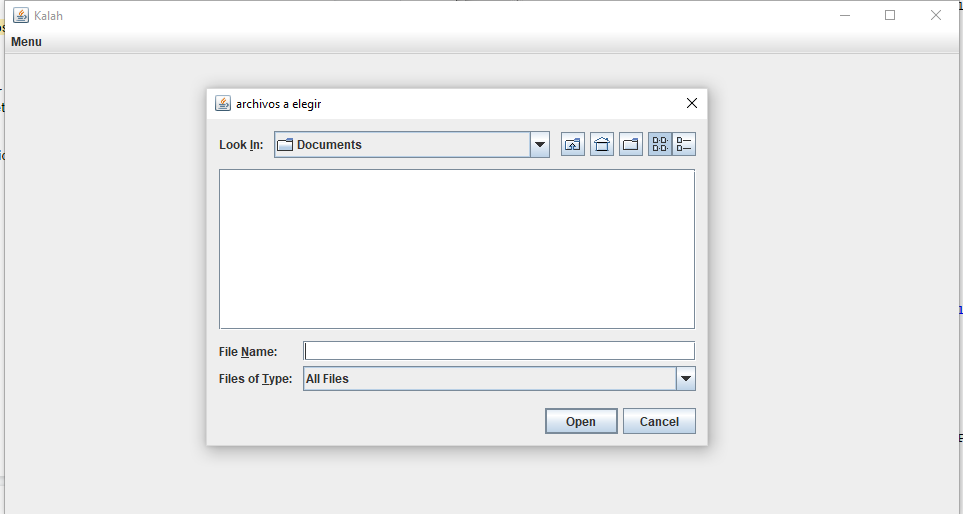 Kalah
Menu
archivos a elegir
Look In: Documents
File Name:
Files of Type: All Files
Open Cancel